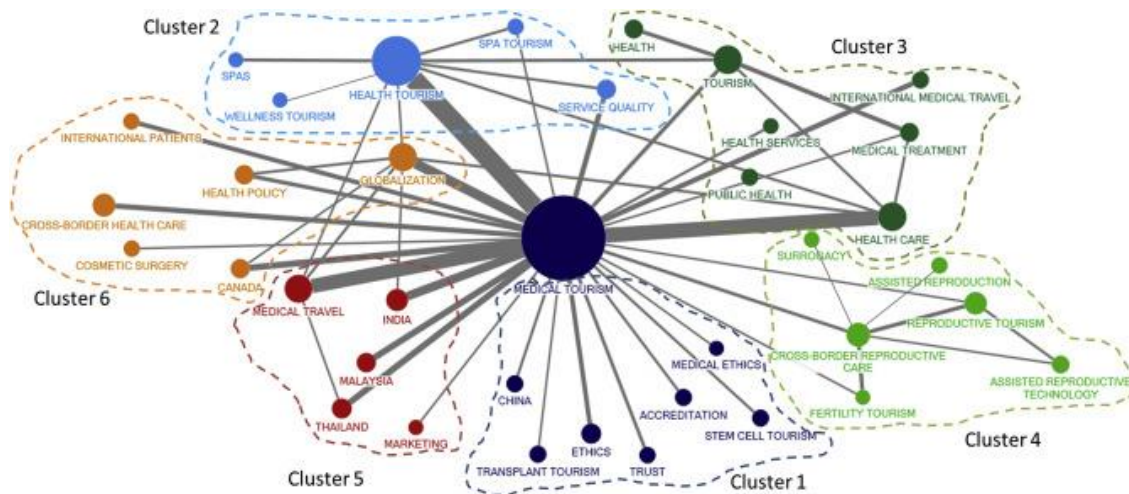 Cluster 2
SPA TOURISM
SPAS
HEALTH TOURISM
WELLNESS TOURISM
SERVICE QUALITY
HEALTH
Cluster 3
TOURISM
INTERNATIONAL MEDICAL TRAVEL
HEALTH SERVICES
MEDICAL TREATMENT
PUBLIC HEALTH
HEALTH CARE
INTERNATIONAL PATIENTS
GLOBALIZATION
HEALTH POLICY
CROSS-BORDER HEALTH CARE
COSMETIC SURGERY
CANADA
Cluster 6
MEDICAL TOURISM
SURROGACY
ASSISTED REPRODUCTION
REPRODUCTIVE TOURISM
CROSS-BORDER REPRODUCTIVE
CARE
ASSISTED REPRODUCTIVE
TECHNOLOGY
FERTILITY TOURISM
Cluster 4
MEDICAL TRAVEL
INDIA
MALAYSIA
THAILAND
MARKETING
Cluster 5
MEDICAL ETHICS
CHINA
ACCREDITATION
STEM CELL TOURISM
ETHICS
TRANSPLANT TOURISM
TRUST
Cluster 1